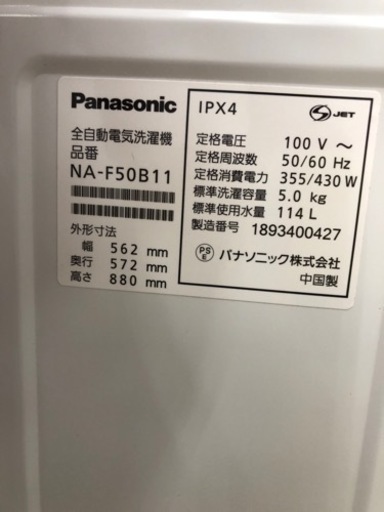 Panasonic
全自動電気洗濯機
品番
NA-F50B11
外形寸法
幅 562 mm
奥行 572 mm
高さ 880 mm
IPX4
S JET
定格電圧 100 V ～
定格周波数 50/60 Hz
定格消費電力 355/430 W
標準洗濯容量 5.0 kg
標準使用水量 114 L
製造番号 1893400427
PS E パナソニック株式会社
中国製